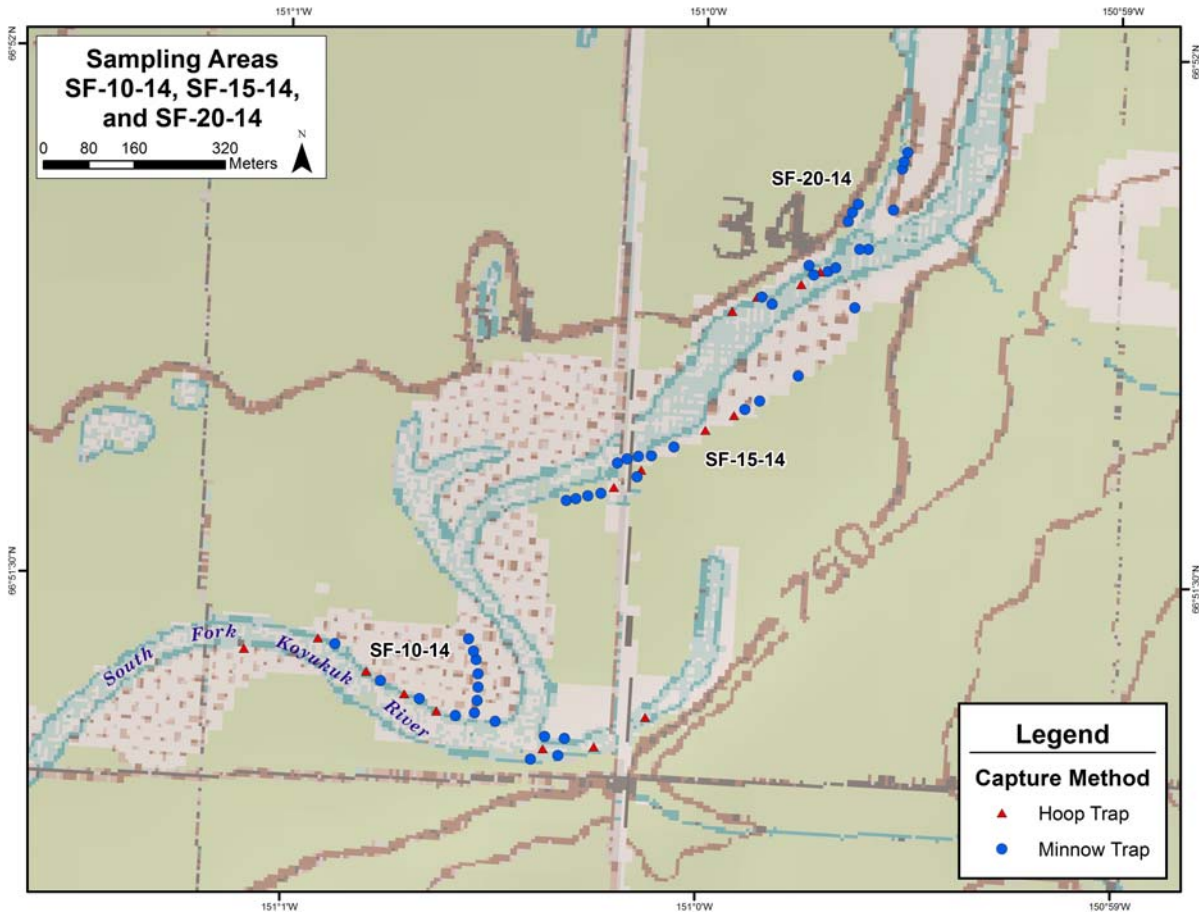 151°1'W
151°0'W
150°59'W
66°52'N
66°52'N
Sampling Areas
SF-10-14, SF-15-14,
and SF-20-14
N
0 80 160 320
Meters
SF-20-14
34
SF-15-14
750
66°51'30"N
66°51'30"N
SF-10-14
South Fork Koyukuk River
Legend
Capture Method
Hoop Trap
Minnow Trap
151°1'W
151°0'W
150°59'W